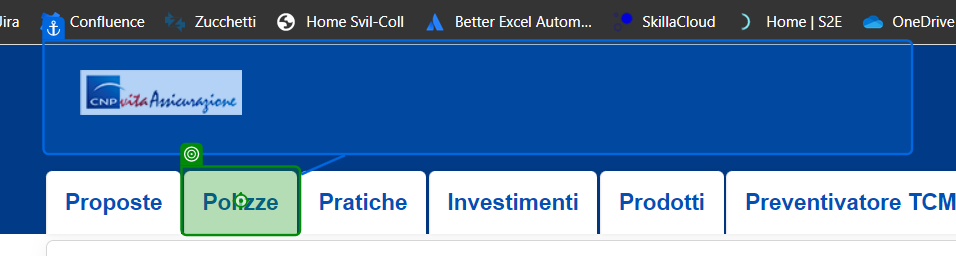 Jira Confluence Zucchetti Home Svil-Coll Better Excel Autom... SkillaCloud Home | S2E OneDrive
CNP vita Assicurazione
Proposte Polizze Pratiche Investimenti Prodotti Preventivatore TCM